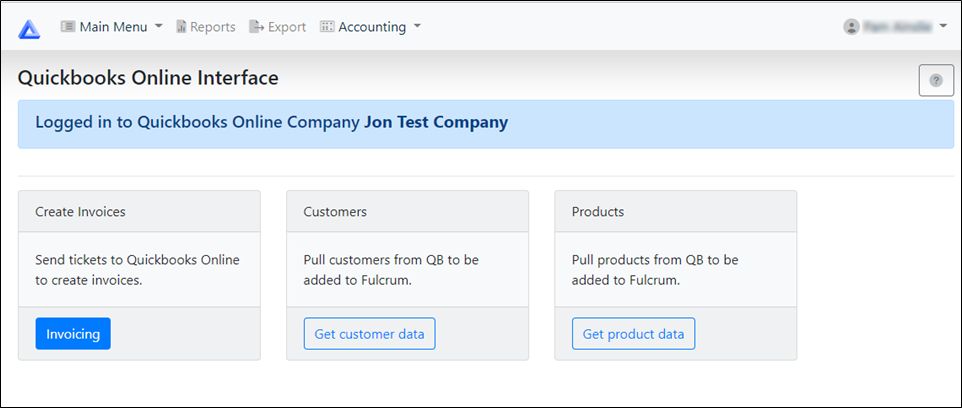 Main Menu Reports Export Accounting
Quickbooks Online Interface
?
Logged in to Quickbooks Online Company Jon Test Company
Create Invoices
Send tickets to Quickbooks Online
to create invoices.
Invoicing
Customers
Pull customers from QB to be
added to Fulcrum.
Get customer data
Products
Pull products from QB to be
added to Fulcrum.
Get product data